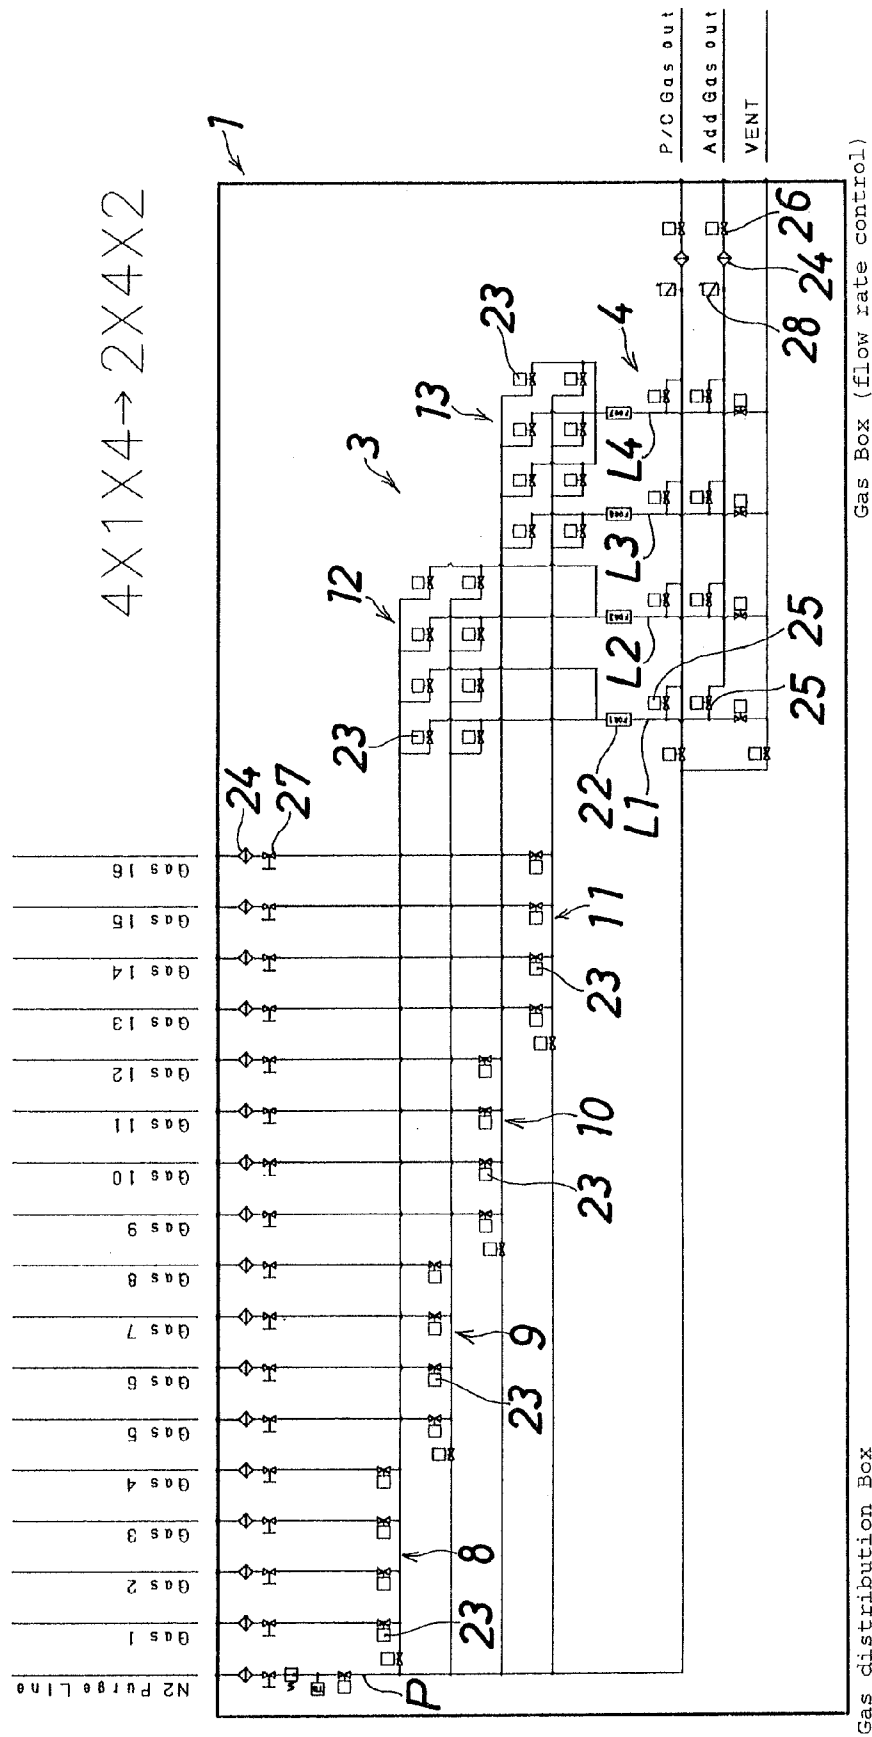 4X1X4→2X4X2
1
N2 Purge Line
Gas 1
Gas 2
Gas 3
Gas 4
Gas 5
Gas 6
Gas 7
Gas 8
Gas 9
Gas 10
Gas 11
Gas 12
Gas 13
Gas 14
Gas 15
Gas 16
24
27
3
12
13
23
23
4
P
23
8
23
9
23
10
23
11
22
L1
L2
L3
L4
25
25
28
24
26
P/C Gas out
Add Gas out
VENT
Gas distribution Box
Gas Box (flow rate control)